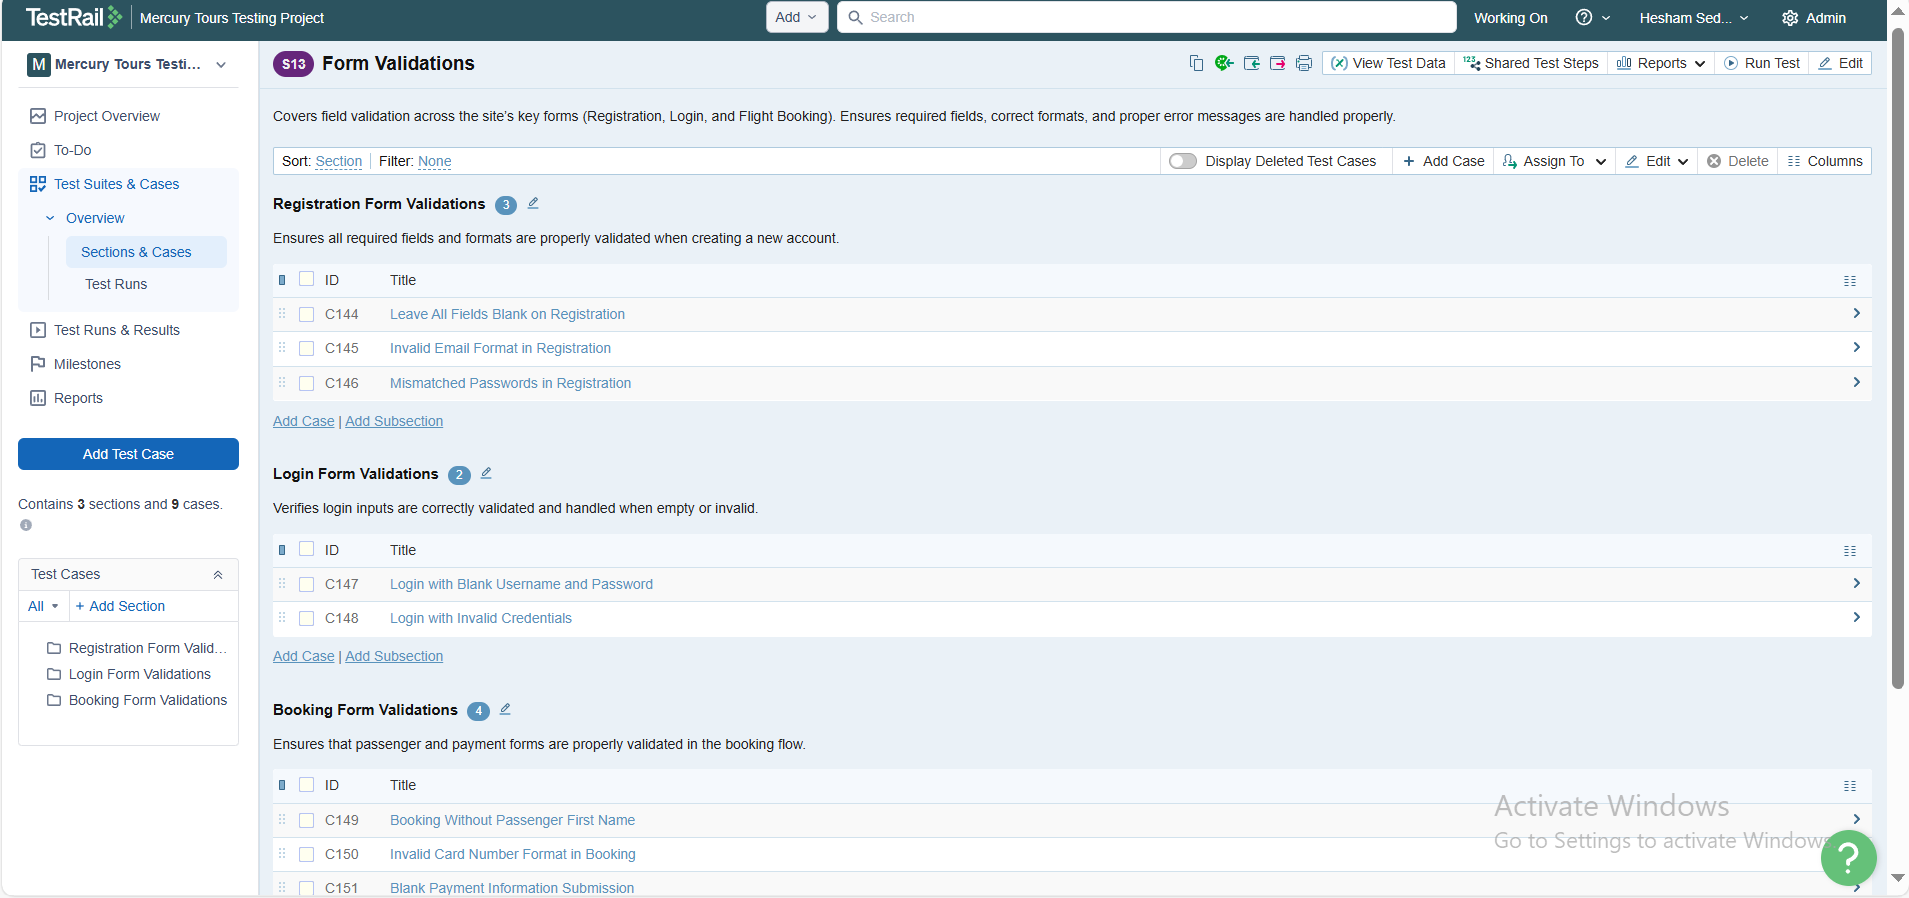 TestRail
Mercury Tours Testing Project
Add
Search
Working On
Hesham Sed...
Admin
M Mercury Tours Testi...
Project Overview
To-Do
Test Suites & Cases
Overview
Sections & Cases
Test Runs
Test Runs & Results
Milestones
Reports
Add Test Case
Contains 3 sections and 9 cases.
Test Cases
All
+ Add Section
Registration Form Valid...
Login Form Validations
Booking Form Validations
S13 Form Validations
View Test Data
Shared Test Steps
Reports
Run Test
Edit
Covers field validation across the site's key forms (Registration, Login, and Flight Booking). Ensures required fields, correct formats, and proper error messages are handled properly.
Sort: Section
Filter: None
Display Deleted Test Cases
+ Add Case
Assign To
Edit
Delete
Columns
Registration Form Validations 3
Ensures all required fields and formats are properly validated when creating a new account.
ID Title
C144 Leave All Fields Blank on Registration
C145 Invalid Email Format in Registration
C146 Mismatched Passwords in Registration
Add Case | Add Subsection
Login Form Validations 2
Verifies login inputs are correctly validated and handled when empty or invalid.
ID Title
C147 Login with Blank Username and Password
C148 Login with Invalid Credentials
Add Case | Add Subsection
Booking Form Validations 4
Ensures that passenger and payment forms are properly validated in the booking flow.
ID Title
C149 Booking Without Passenger First Name
C150 Invalid Card Number Format in Booking
C151 Blank Payment Information Submission
Activate Windows
Go to Settings to activate Windows
?